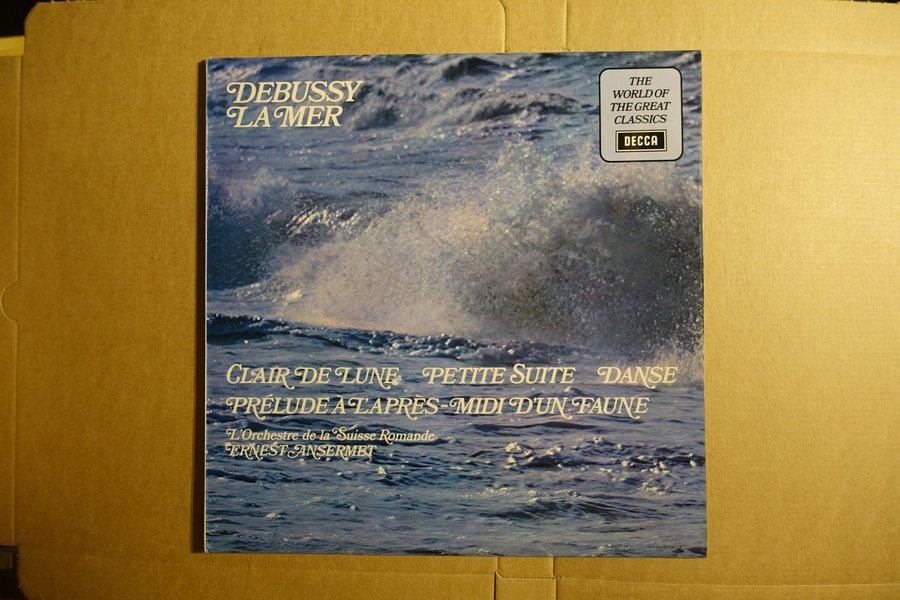 DEBUSSY
LA MER
THE
WORLD OF
THE GREAT
CLASSICS
DECCA
CLAIR DE LUNE PETITE SUITE DANSE
PRÉLUDE À L'APRÈS-MIDI D'UN FAUNE
L'Orchestre de la Suisse Romande
ERNEST ANSERMET